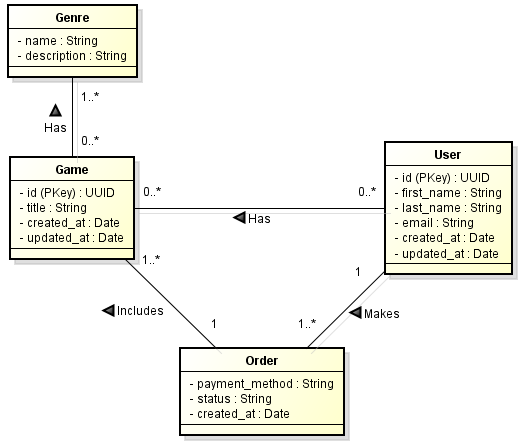 Genre
- name : String
- description : String
1..*
Has
0..*
Game
- id (PKey) : UUID
- title : String
- created_at : Date
- updated_at : Date
0..*
0..*
Has
User
- id (PKey) : UUID
- first_name : String
- last_name : String
- email : String
- created_at : Date
- updated_at : Date
1..*
1
Includes
Makes
1
1..*
Order
- payment_method : String
- status : String
- created_at : Date